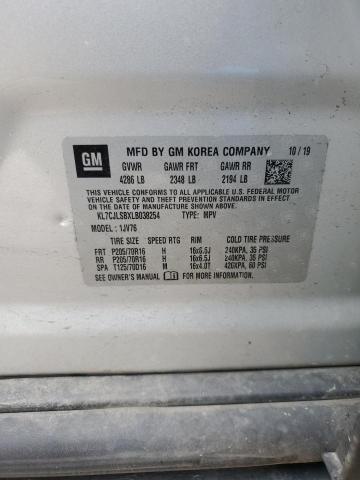 GM
MFD BY GM KOREA COMPANY 10/19
GVWR GAWR FRT GAWR RR
4286 LB 2348 LB 2194 LB
THIS VEHICLE CONFORMS TO ALL APPLICABLE U.S. FEDERAL MOTOR
VEHICLE SAFETY AND THEFT PREVENTION STANDARDS IN EFFECT
ON THE DATE OF MANUFACTURE SHOWN ABOVE.
KL7CJLSBXLB038254 TYPE: MPV
MODEL: 1JV76
TIRE SIZE SPEED RTG RIM COLD TIRE PRESSURE
FRT P205/70R16 H 16x6.5J 240KPA, 35 PSI
RR P205/70R16 H 16x6.5J 240KPA, 35 PSI
SPA T125/70D16 M 16x4.0T 420KPA, 60 PSI
SEE OWNER'S MANUAL FOR ADDITIONAL INFORMATION.